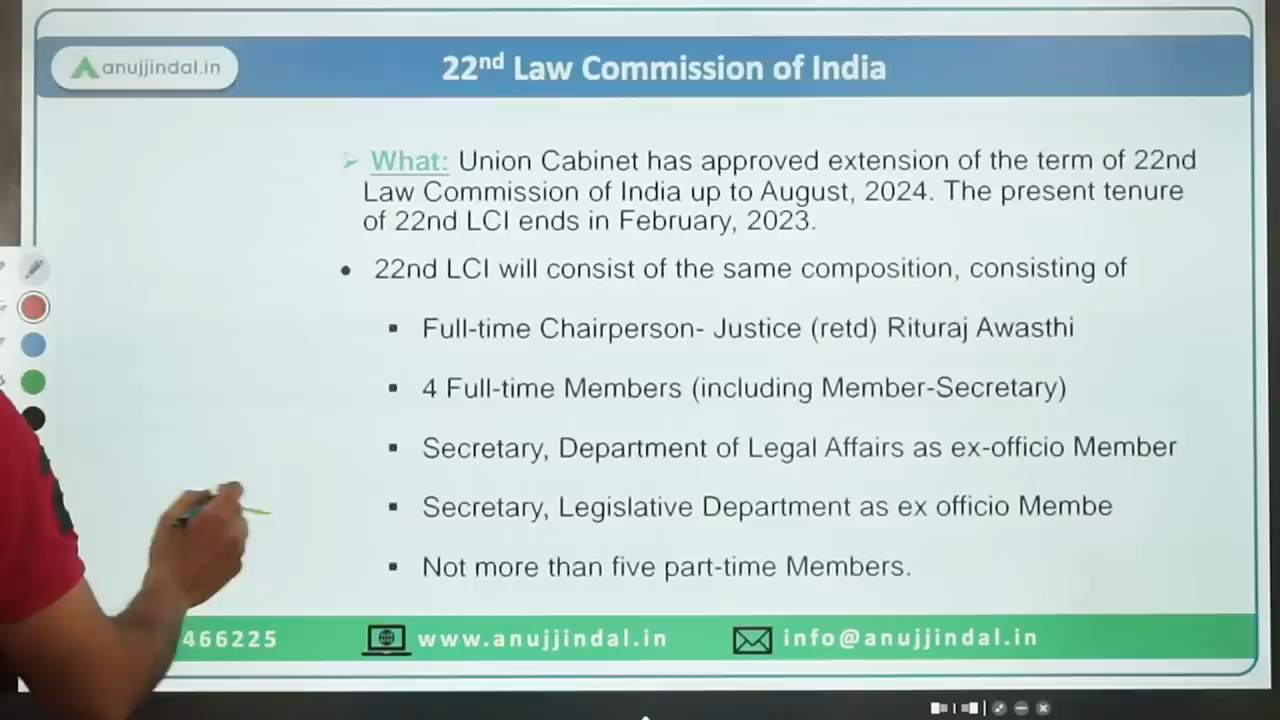 anujjindal.in
22nd Law Commission of India
What: Union Cabinet has approved extension of the term of 22nd
Law Commission of India up to August, 2024. The present tenure
of 22nd LCI ends in February, 2023.
22nd LCI will consist of the same composition, consisting of
Full-time Chairperson- Justice (retd) Rituraj Awasthi
4 Full-time Members (including Member-Secretary)
Secretary, Department of Legal Affairs as ex-officio Member
Secretary, Legislative Department as ex officio Membe
Not more than five part-time Members.
466225 www.anujjindal.in info@anujjindal.in